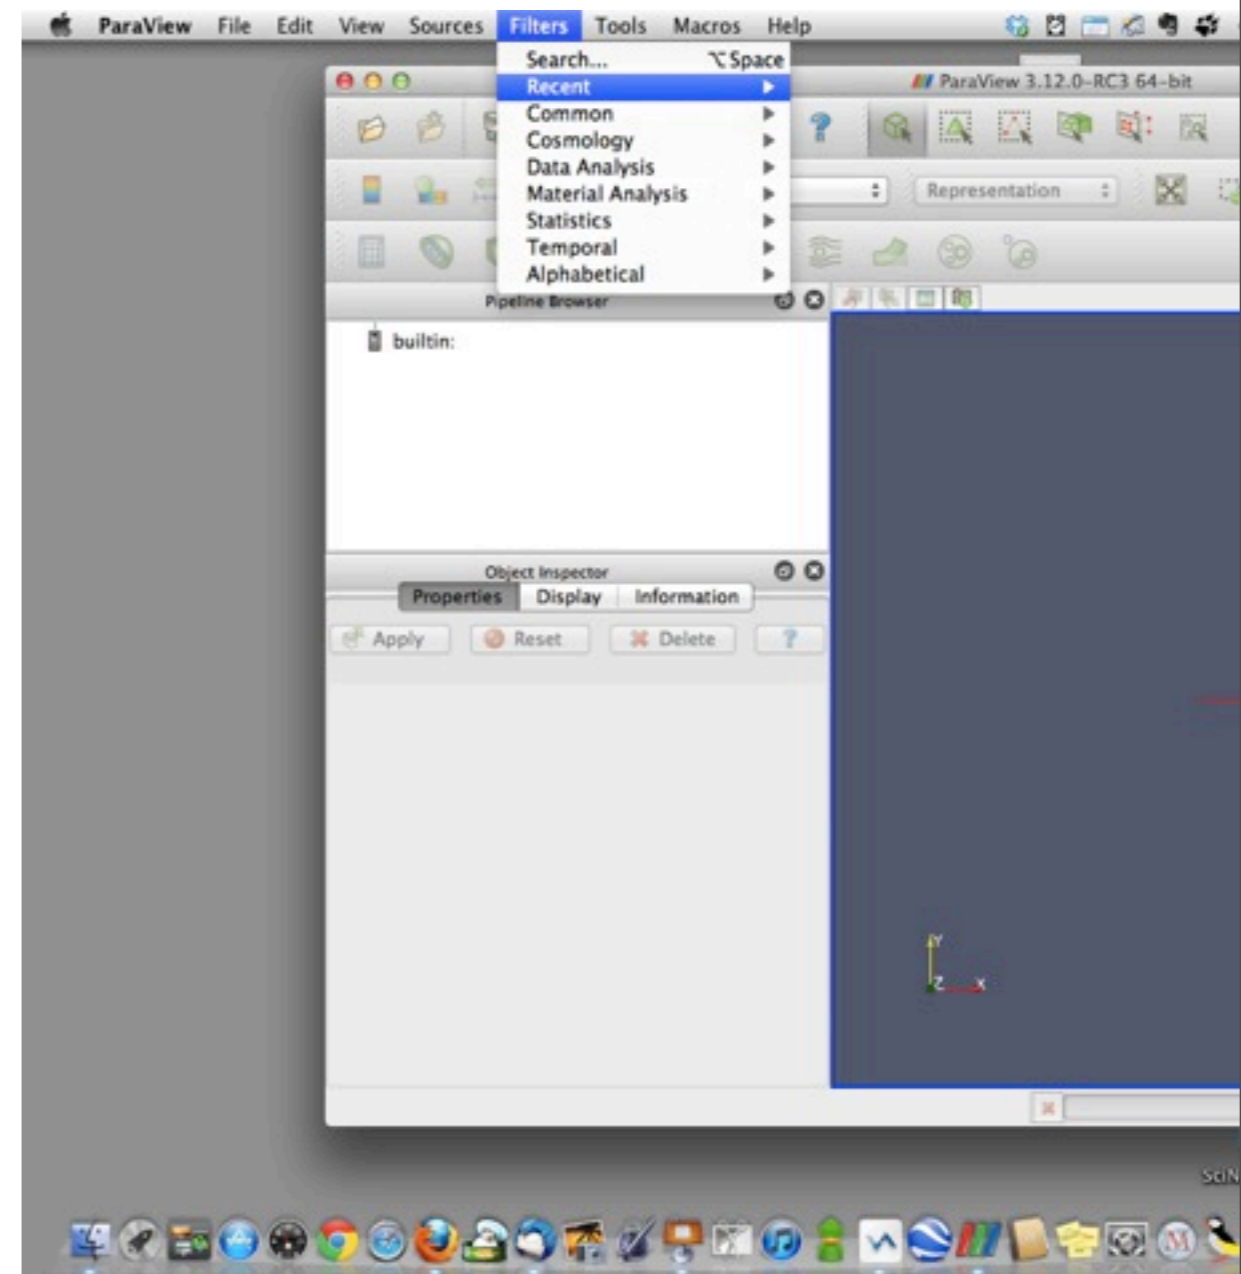 ParaView File Edit View Sources Filters Tools Macros Help
Search... ⌥Space
Recent
Common
Cosmology
Data Analysis
Material Analysis
Statistics
Temporal
Alphabetical
ParaView 3.12.0-RC3 64-bit
Representation
Pipeline Browser
builtin:
Object Inspector
Properties Display Information
Apply Reset Delete ?
Y
Z X
SciN